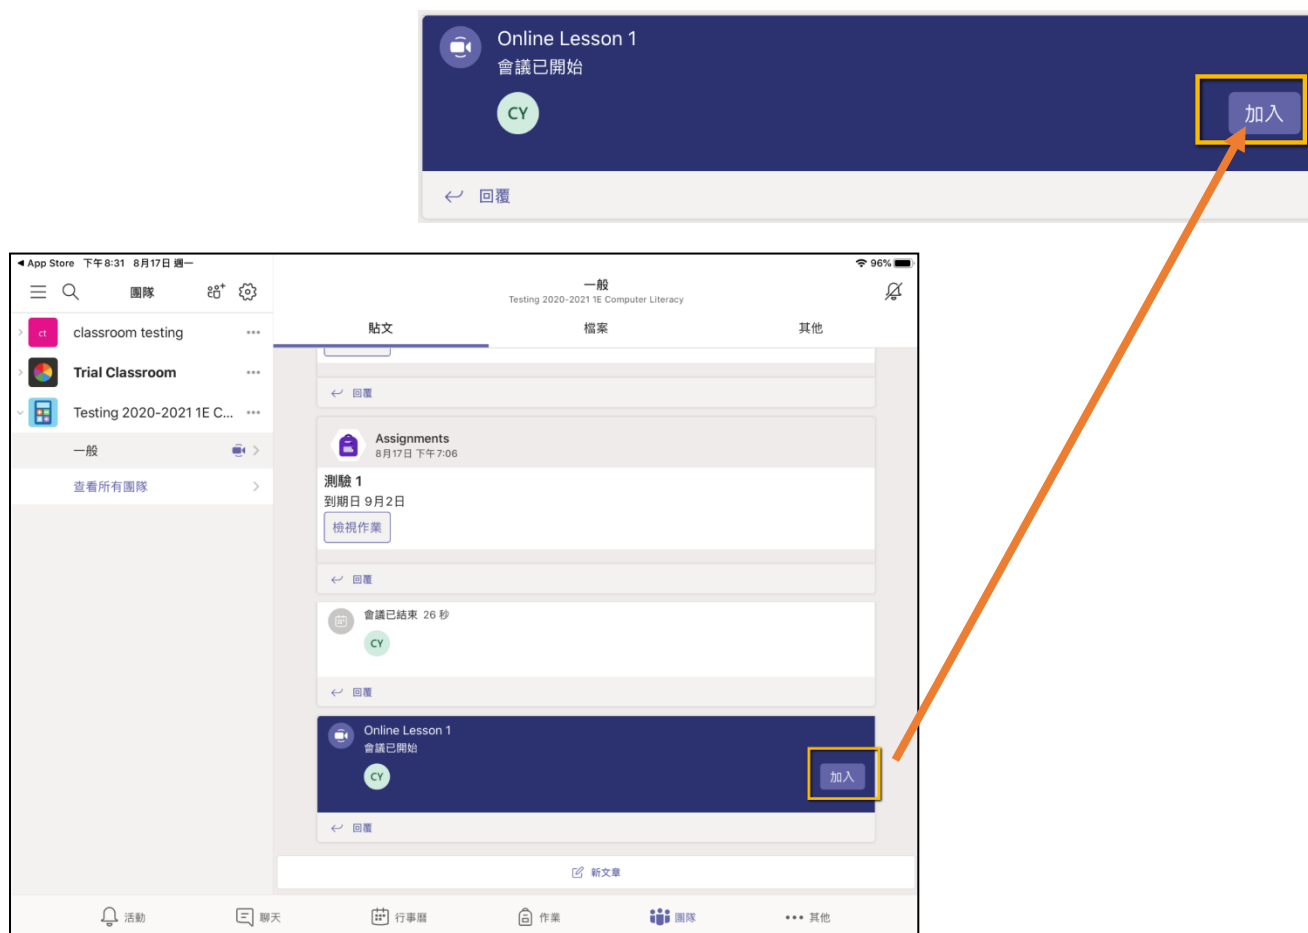 Online Lesson 1
會議已開始
CY
加入
回覆
App Store 下午8:31 8月17日 週一
96%
團隊
一般
Testing 2020-2021 1E Computer Literacy
ct
classroom testing
Trial Classroom
Testing 2020-2021 1E C...
一般
查看所有團隊
貼文 檔案 其他
回覆
Assignments
8月17日 下午7:06
測驗 1
到期日 9月2日
檢視作業
回覆
會議已結束 26 秒
CY
回覆
Online Lesson 1
會議已開始
CY
加入
回覆
新文章
活動 聊天 行事曆 作業 團隊 其他